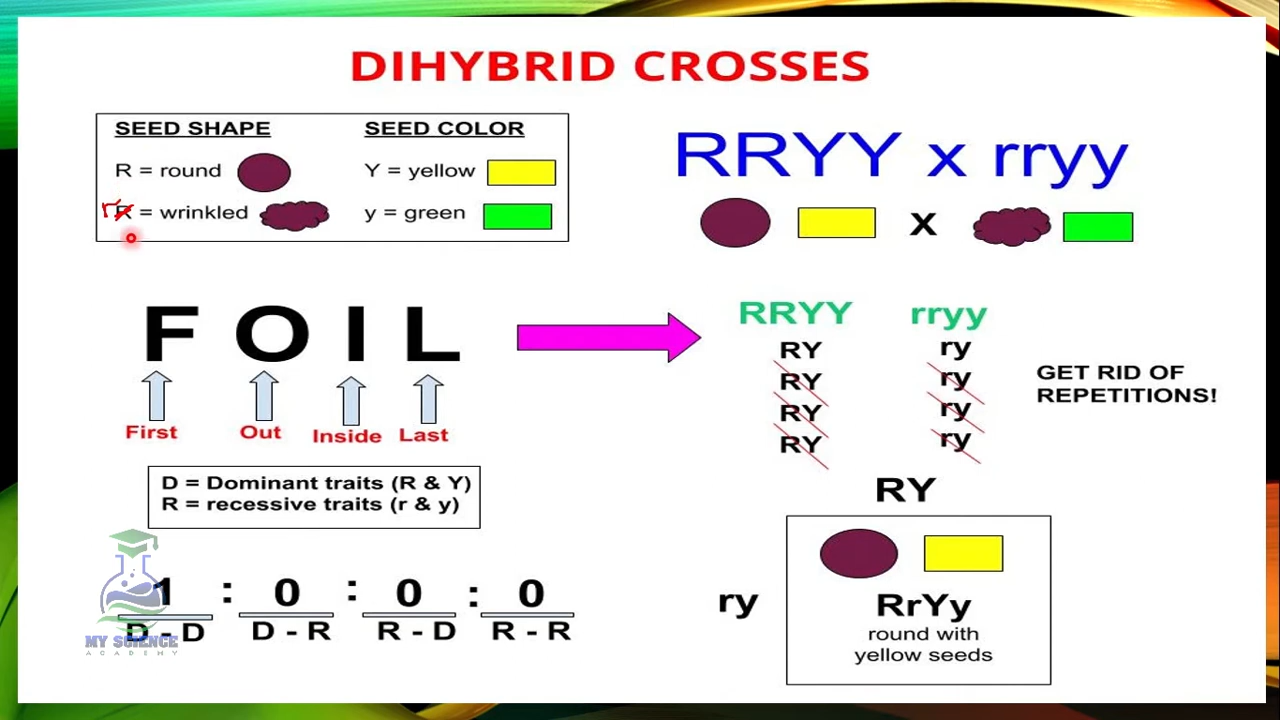 DIHYBRID CROSSES
SEED SHAPE SEED COLOR
R = round Y = yellow
r R = wrinkled y = green
RRYY x rryy
X
F O I L
First Out Inside Last
RRYY rryy
RY ry
RY ry
RY ry
RY ry
GET RID OF
REPETITIONS!
D = Dominant traits (R & Y)
R = recessive traits (r & y)
RY
ry
RrYy
round with
yellow seeds
1 : 0 : 0 : 0
D - D D - R R - D R - R
MY SCIENCE
ACADEMY